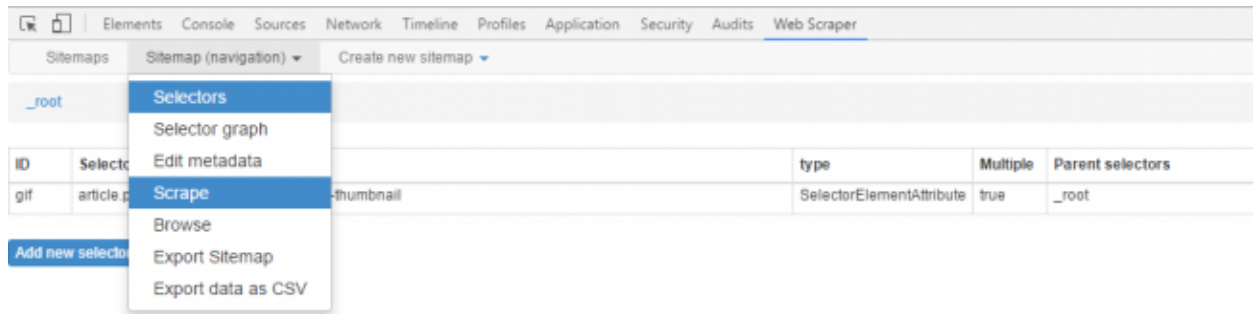 Elements Console Sources Network Timeline Profiles Application Security Audits Web Scraper
Sitemaps Sitemap (navigation) Create new sitemap
_root
Selectors
Selector graph
Edit metadata
Scrape
Browse
Export Sitemap
Export data as CSV
ID Selecto type Multiple Parent selectors
gif article.p -thumbnail SelectorElementAttribute true _root
Add new selector